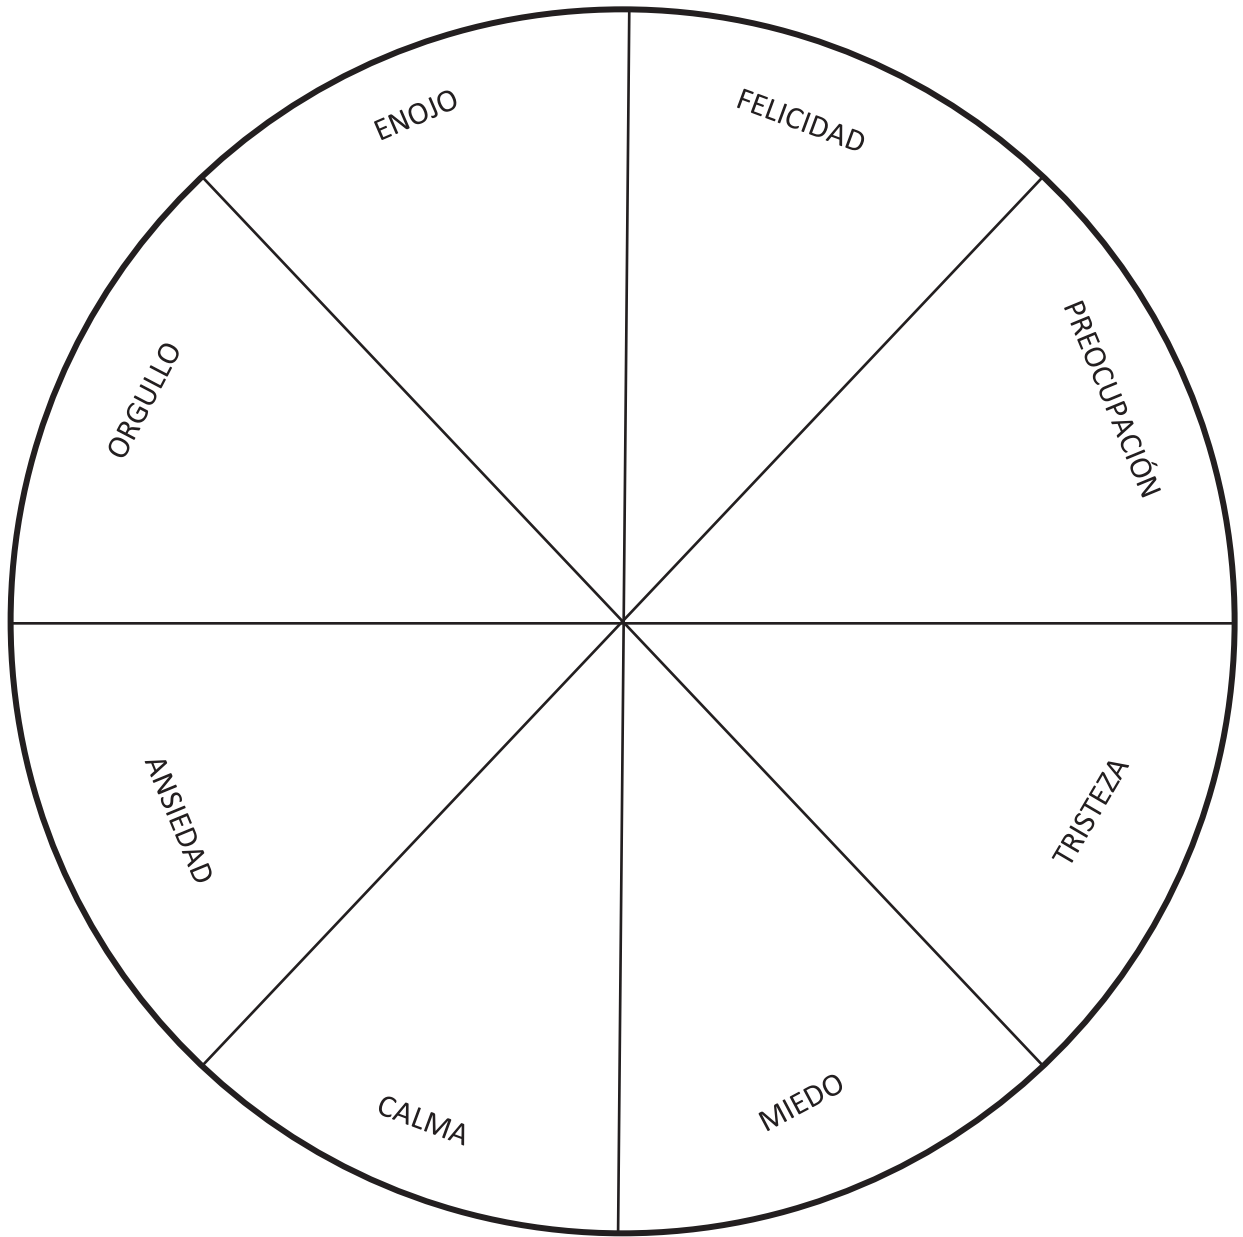 ENOJO
FELICIDAD
PREOCUPACIÓN
TRISTEZA
MIEDO
CALMA
ANSIEDAD
ORGULLO